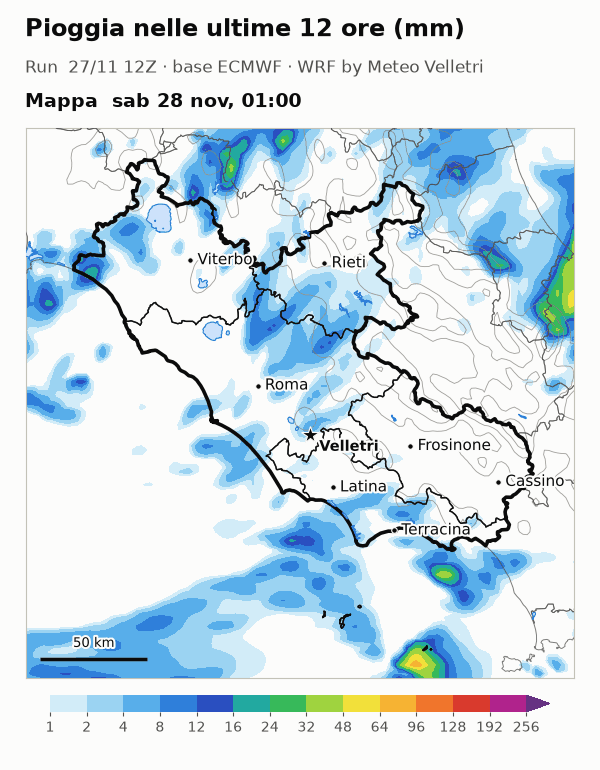 Pioggia nelle ultime 12 ore (mm)
Run  27/11 12Z · base ECMWF · WRF by Meteo Velletri
Mappa  sab 28 nov, 01:00
Viterbo
Rieti
Roma
Velletri
Frosinone
Latina
Cassino
Terracina
50 km
1 2 4 8 12 16 24 32 48 64 96 128 192 256